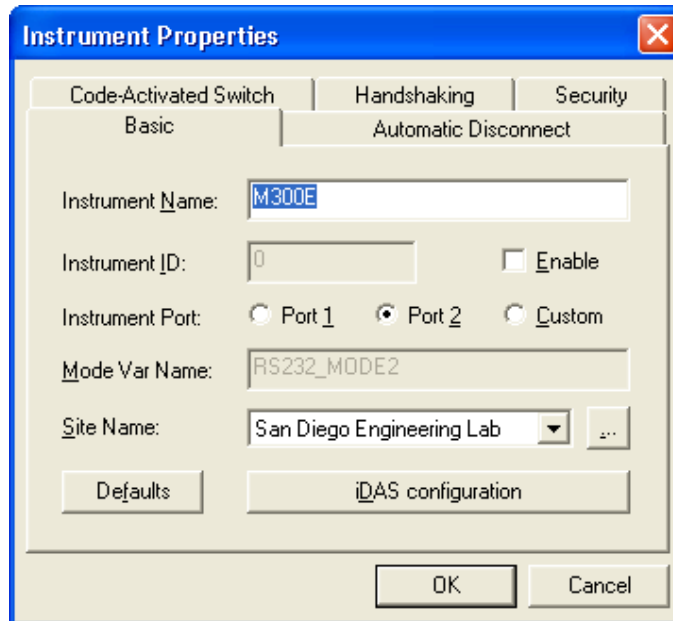 Instrument Properties
Code-Activated Switch Handshaking Security
Basic Automatic Disconnect
Instrument Name: M300E
Instrument ID: 0 Enable
Instrument Port: Port 1 Port 2 Custom
Mode Var Name: RS232_MODE2
Site Name: San Diego Engineering Lab ...
Defaults iDAS configuration
OK Cancel